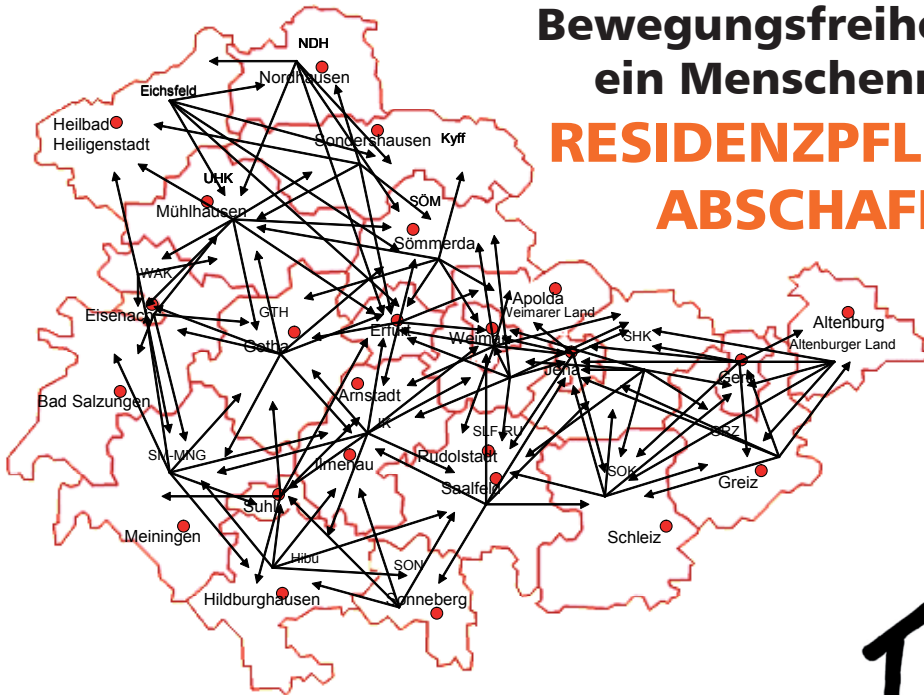 Bewegungsfreihe
ein Menschenr
RESIDENZPFL
ABSCHAFF
NDH
Nordhausen
Eichsfeld
Heilbad
Heiligenstadt
Sondershausen
Kyff
UHK
Mühlhausen
SÖM
Sömmerda
WAK
Eisenach
GTH
Gotha
Erfurt
Weimar
Apolda
Weimarer Land
SHK
Altenburg
Altenburger Land
Jena
Gera
Bad Salzungen
Arnstadt
IK
SLF-RU
GRZ
SM-MNG
Ilmenau
Rudolstadt
SOK
Greiz
Saalfeld
Suhl
Meiningen
Schleiz
Hibu
SON
Hildburghausen
Sonneberg